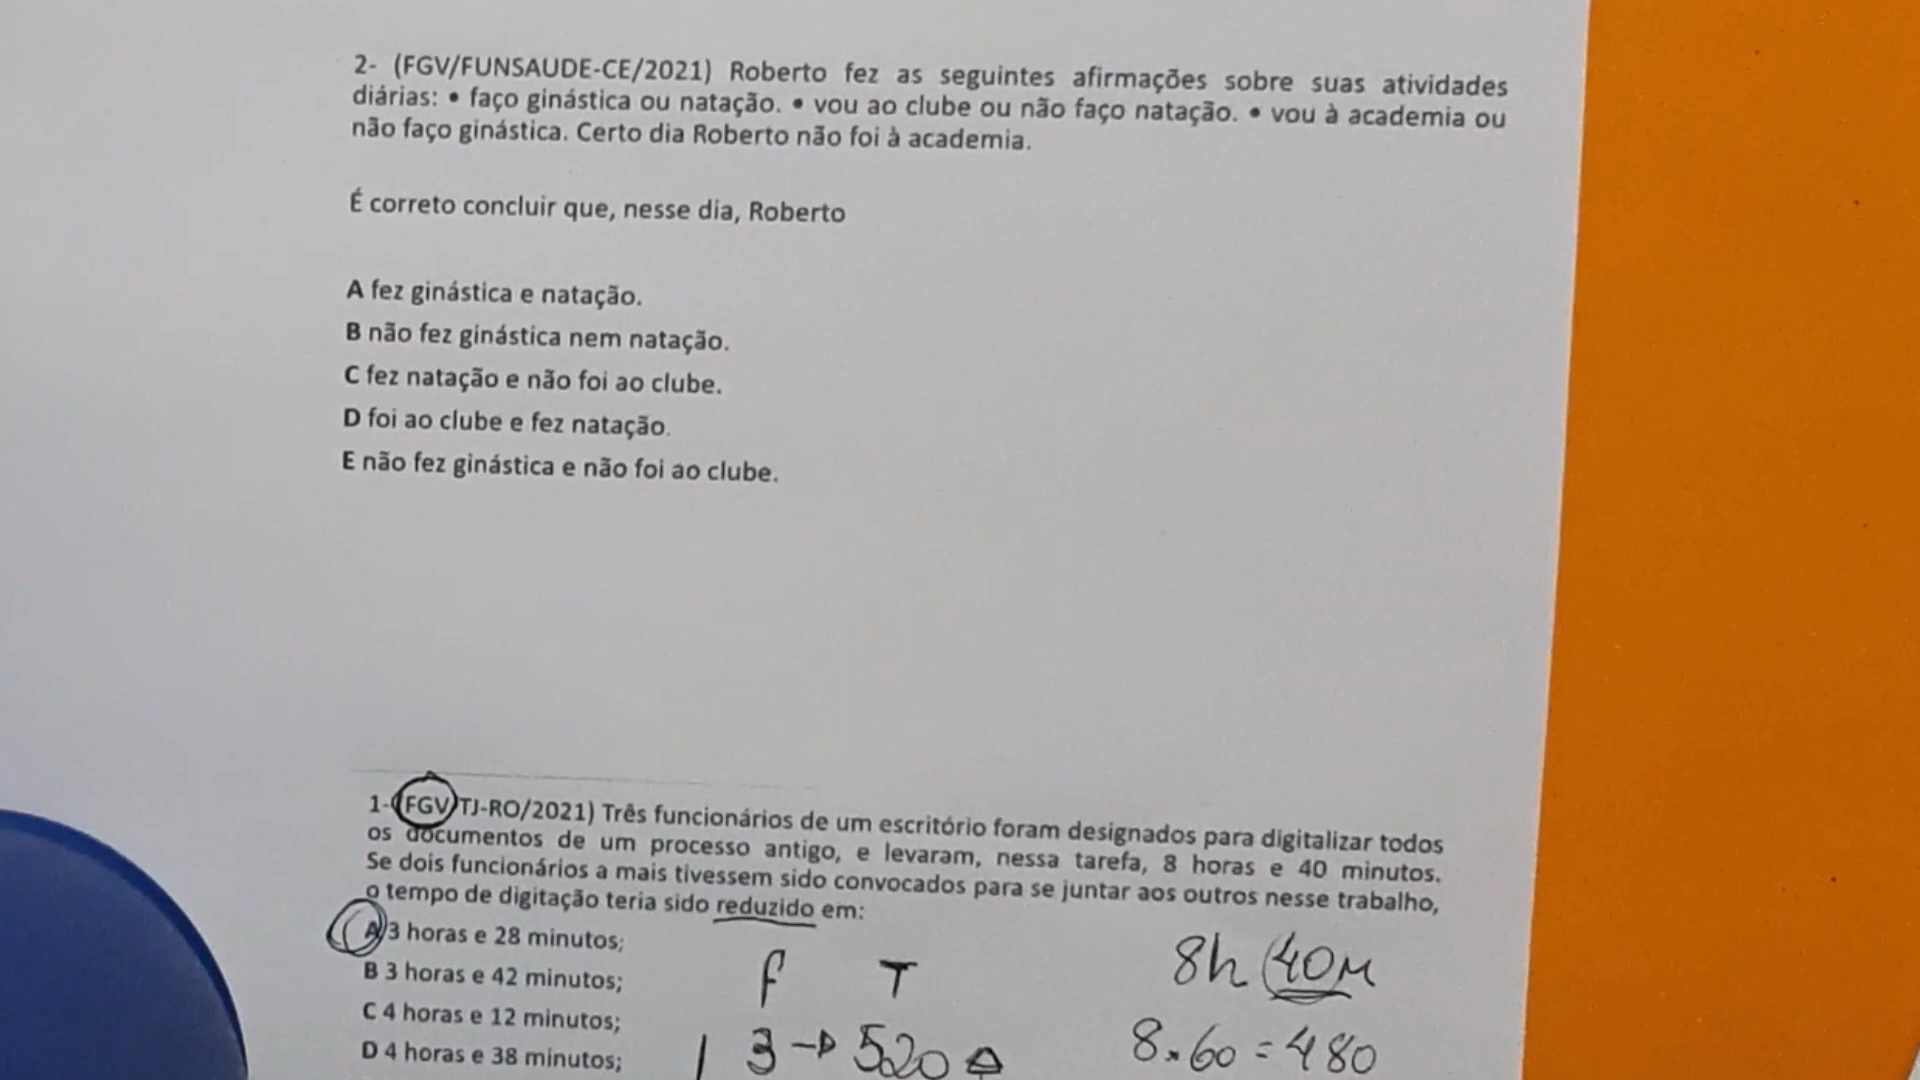 2- (FGV/FUNSAUDE-CE/2021) Roberto fez as seguintes afirmações sobre suas atividades
diárias: • faço ginástica ou natação. • vou ao clube ou não faço natação. • vou à academia ou
não faço ginástica. Certo dia Roberto não foi à academia.
É correto concluir que, nesse dia, Roberto
A fez ginástica e natação.
B não fez ginástica nem natação.
C fez natação e não foi ao clube.
D foi ao clube e fez natação.
E não fez ginástica e não foi ao clube.
1-(FGV/TJ-RO/2021) Três funcionários de um escritório foram designados para digitalizar todos
os documentos de um processo antigo, e levaram, nessa tarefa, 8 horas e 40 minutos.
Se dois funcionários a mais tivessem sido convocados para se juntar aos outros nesse trabalho,
o tempo de digitação teria sido reduzido em:
A 3 horas e 28 minutos;
B 3 horas e 42 minutos;
C 4 horas e 12 minutos;
D 4 horas e 38 minutos;
F T
3 → 520
8h 40M
8.60 = 480